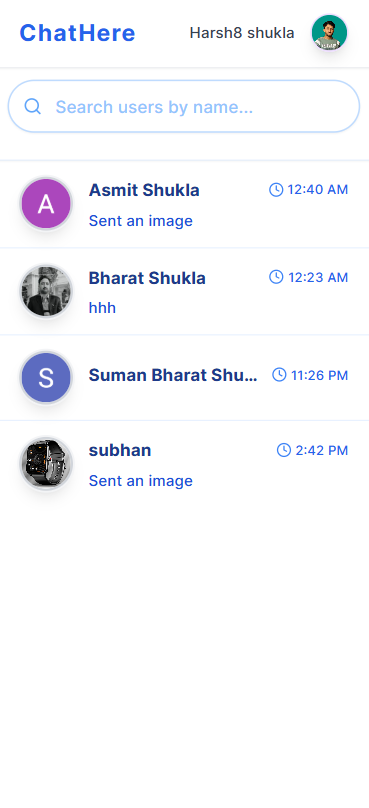 ChatHere
Harsh8 shukla
Search users by name...
A
Asmit Shukla
12:40 AM
Sent an image
Bharat Shukla
12:23 AM
hhh
S
Suman Bharat Shu...
11:26 PM
subhan
2:42 PM
Sent an image